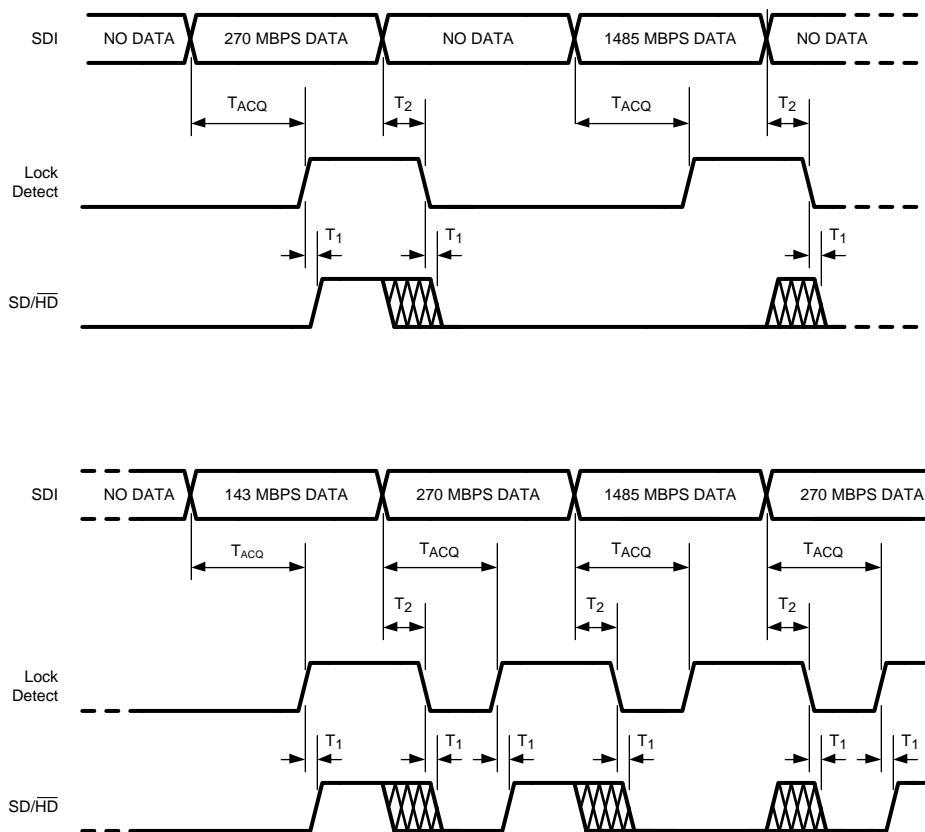 SDI NO DATA 270 MBPS DATA NO DATA 1485 MBPS DATA NO DATA
TACQ T2 TACQ T2
Lock
Detect
T1 T1 T1
SD/HD
SDI NO DATA 143 MBPS DATA 270 MBPS DATA 1485 MBPS DATA 270 MBPS DATA
TACQ TACQ TACQ TACQ
T2 T2 T2
Lock
Detect
T1 T1 T1 T1 T1 T1
SD/HD